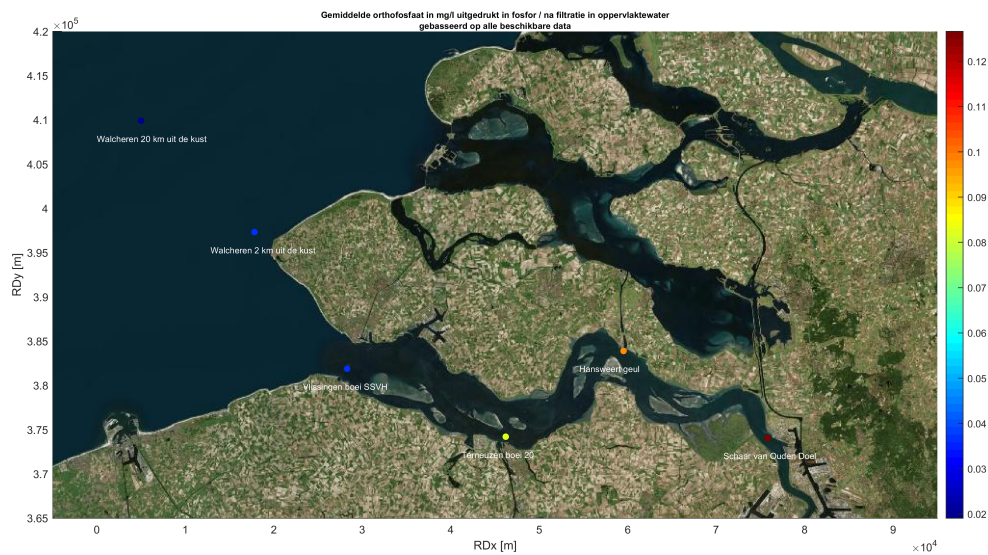 Gemiddelde orthofosfaat in mg/l uitgedrukt in fosfor / na filtratie in oppervlaktewater
gebasseerd op alle beschikbare data
×10⁵
4.2
4.15
4.1
4.05
4
3.95
3.9
3.85
3.8
3.75
3.7
3.65
RDy [m]
Walcheren 20 km uit de kust
Walcheren 2 km uit de kust
Vlissingen boei SSVH
Hansweert geul
Terneuzen boei 20
Schaar van Ouden Doel
0.12
0.11
0.1
0.09
0.08
0.07
0.06
0.05
0.04
0.03
0.02
0 1 2 3 4 5 6 7 8 9
RDx [m]
×10⁴